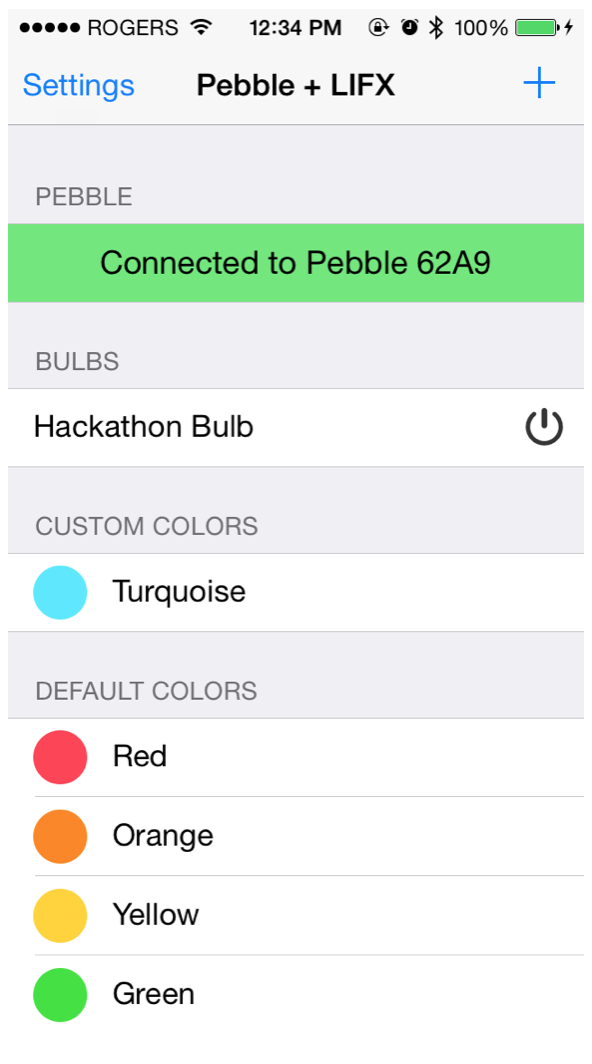 ROGERS 12:34 PM 100%
Settings Pebble + LIFX
PEBBLE
Connected to Pebble 62A9
BULBS
Hackathon Bulb
CUSTOM COLORS
Turquoise
DEFAULT COLORS
Red
Orange
Yellow
Green